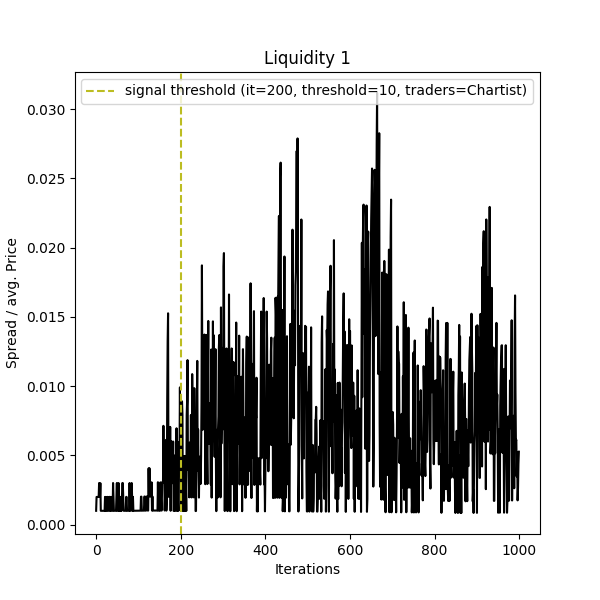 Liquidity 1
signal threshold (it=200, threshold=10, traders=Chartist)
0.030
0.025
0.020
0.015
0.010
0.005
0.000
Spread / avg. Price
0 200 400 600 800 1000
Iterations